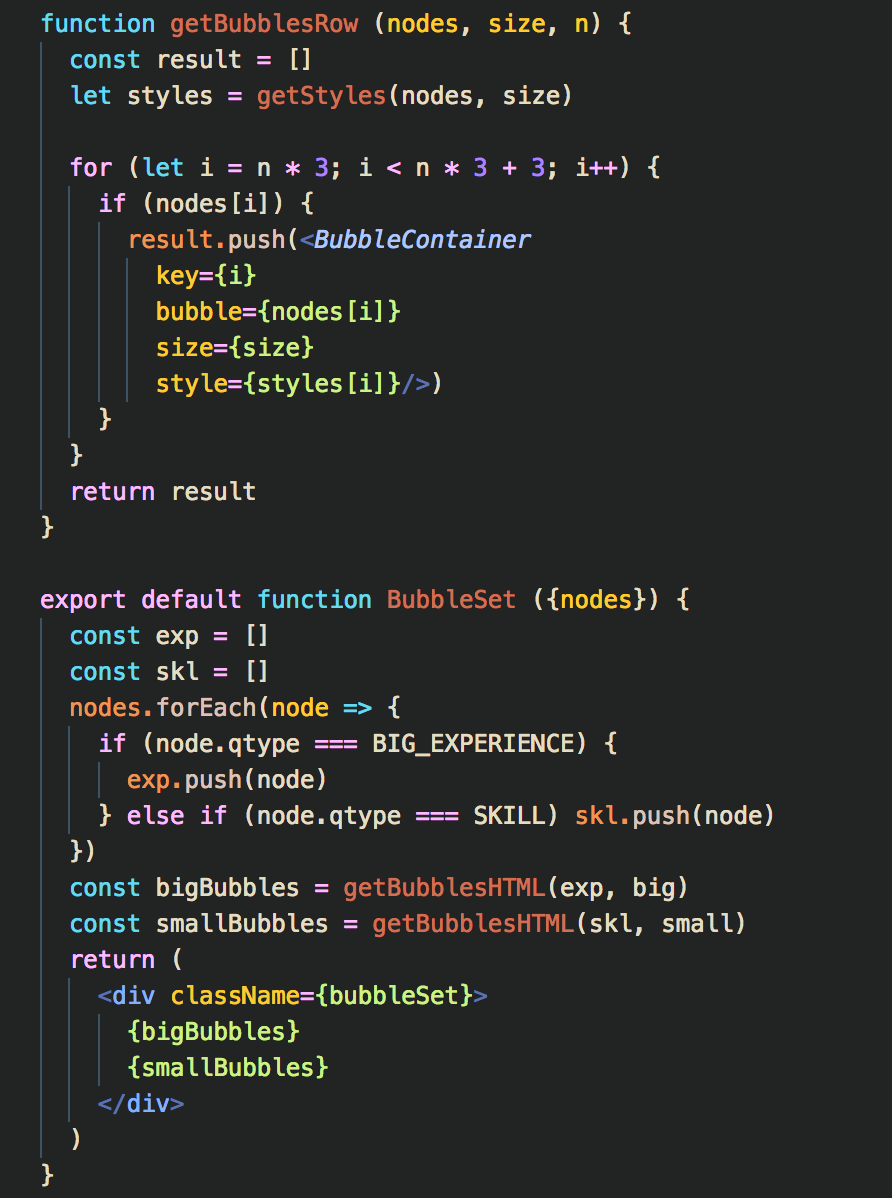 function getBubblesRow (nodes, size, n) {
  const result = []
  let styles = getStyles(nodes, size)

  for (let i = n * 3; i < n * 3 + 3; i++) {
    if (nodes[i]) {
      result.push(<BubbleContainer
        key={i}
        bubble={nodes[i]}
        size={size}
        style={styles[i]}/>)
    }
  }
  return result
}

export default function BubbleSet ({nodes}) {
  const exp = []
  const skl = []
  nodes.forEach(node => {
    if (node.qtype === BIG_EXPERIENCE) {
      exp.push(node)
    } else if (node.qtype === SKILL) skl.push(node)
  })
  const bigBubbles = getBubblesHTML(exp, big)
  const smallBubbles = getBubblesHTML(skl, small)
  return (
    <div className={bubbleSet}>
      {bigBubbles}
      {smallBubbles}
    </div>
  )
}